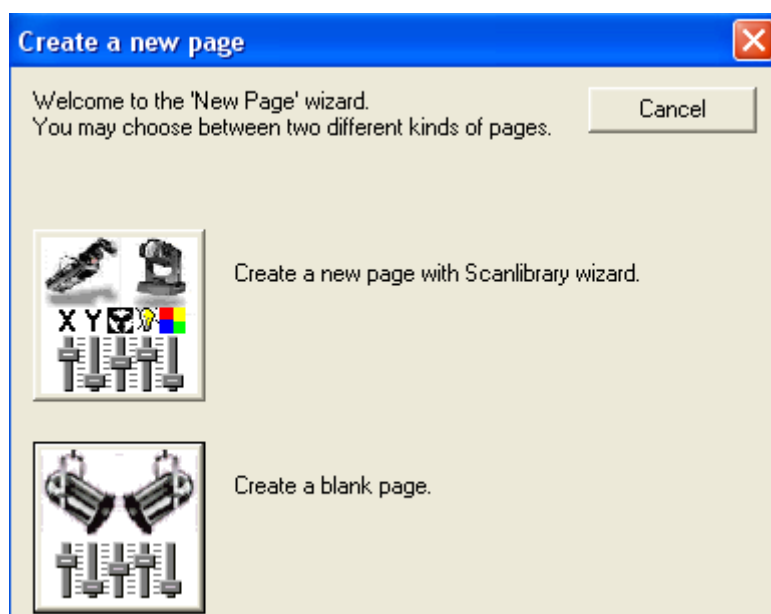 Create a new page
Welcome to the 'New Page' wizard.
You may choose between two different kinds of pages.
Cancel
Create a new page with Scanlibrary wizard.
X Y
Create a blank page.